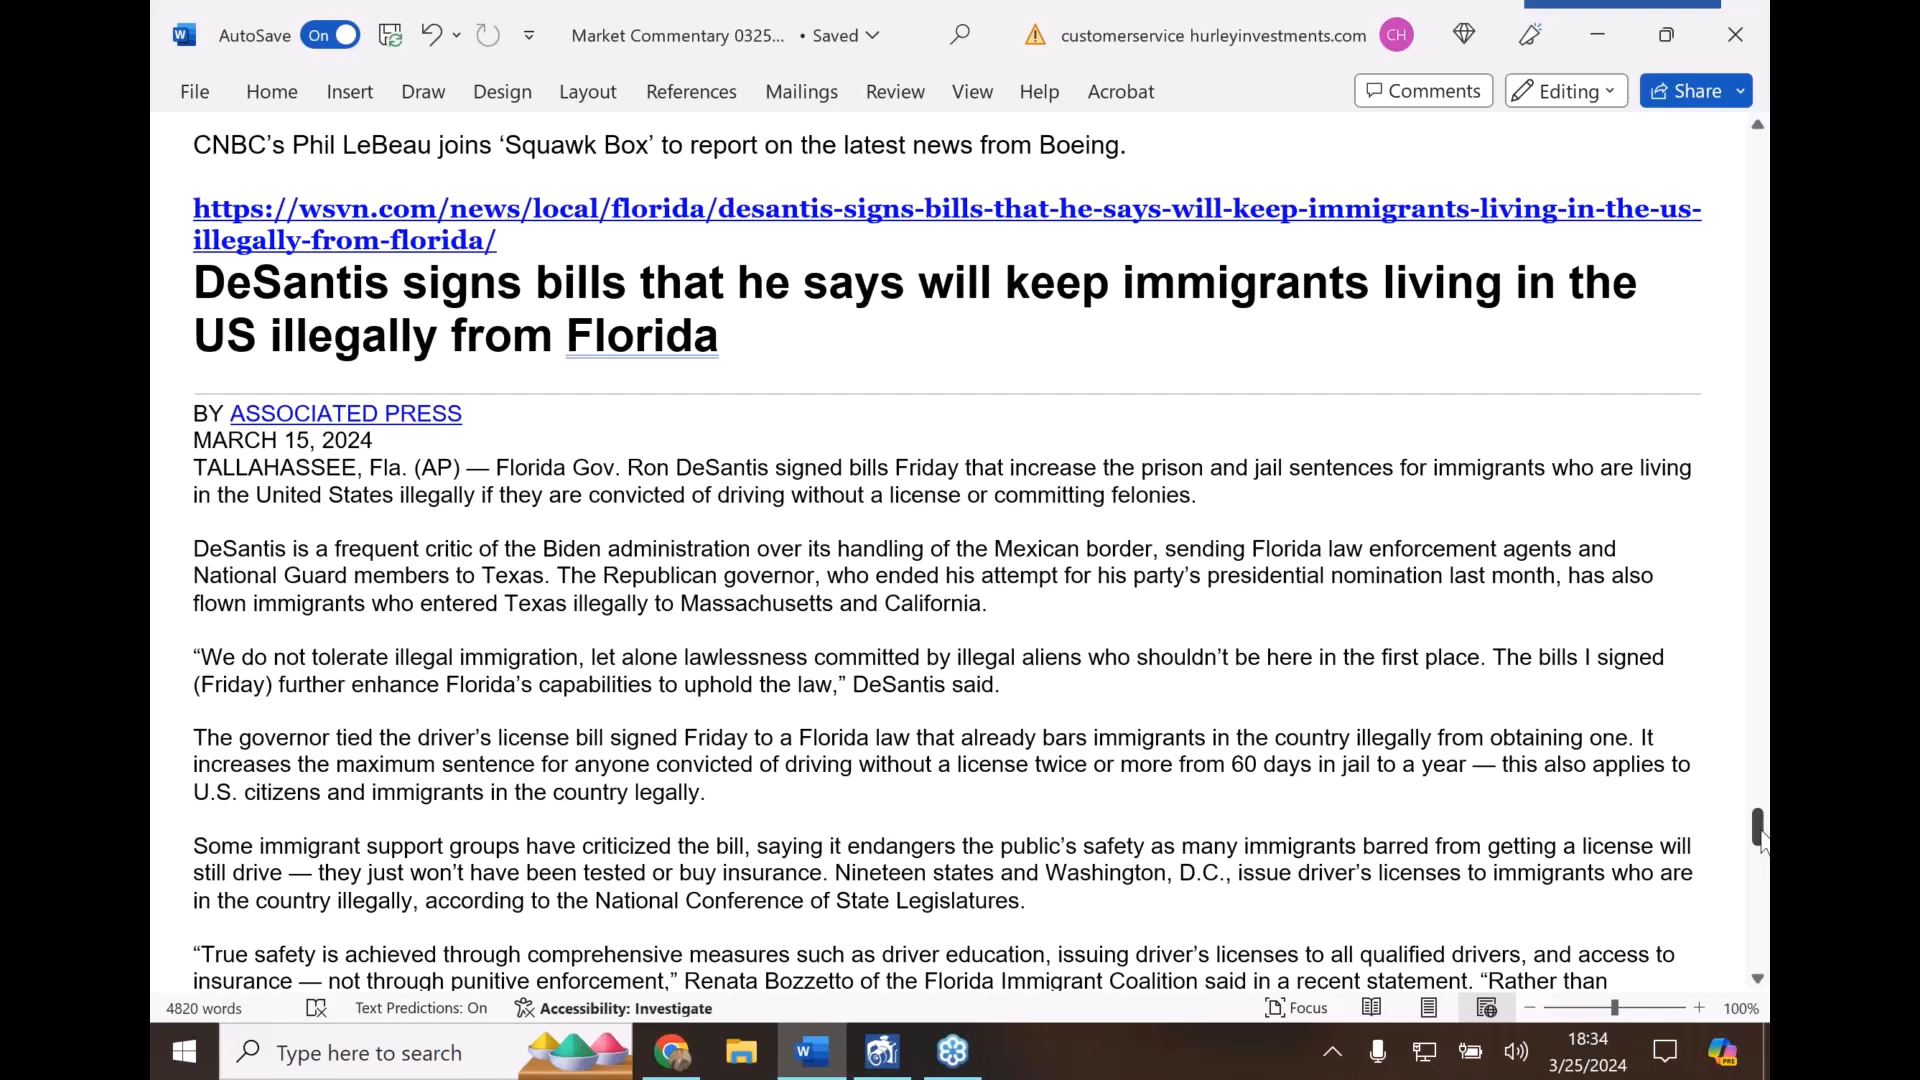 AutoSave On Market Commentary 0325... • Saved customerservice hurleyinvestments.com CH
File Home Insert Draw Design Layout References Mailings Review View Help Acrobat Comments Editing Share
CNBC’s Phil LeBeau joins ‘Squawk Box’ to report on the latest news from Boeing.
https://wsvn.com/news/local/florida/desantis-signs-bills-that-he-says-will-keep-immigrants-living-in-the-us-
illegally-from-florida/
DeSantis signs bills that he says will keep immigrants living in the
US illegally from Florida
BY ASSOCIATED PRESS
MARCH 15, 2024
TALLAHASSEE, Fla. (AP) — Florida Gov. Ron DeSantis signed bills Friday that increase the prison and jail sentences for immigrants who are living
in the United States illegally if they are convicted of driving without a license or committing felonies.
DeSantis is a frequent critic of the Biden administration over its handling of the Mexican border, sending Florida law enforcement agents and
National Guard members to Texas. The Republican governor, who ended his attempt for his party’s presidential nomination last month, has also
flown immigrants who entered Texas illegally to Massachusetts and California.
“We do not tolerate illegal immigration, let alone lawlessness committed by illegal aliens who shouldn’t be here in the first place. The bills I signed
(Friday) further enhance Florida’s capabilities to uphold the law,” DeSantis said.
The governor tied the driver’s license bill signed Friday to a Florida law that already bars immigrants in the country illegally from obtaining one. It
increases the maximum sentence for anyone convicted of driving without a license twice or more from 60 days in jail to a year — this also applies to
U.S. citizens and immigrants in the country legally.
Some immigrant support groups have criticized the bill, saying it endangers the public’s safety as many immigrants barred from getting a license will
still drive — they just won’t have been tested or buy insurance. Nineteen states and Washington, D.C., issue driver’s licenses to immigrants who are
in the country illegally, according to the National Conference of State Legislatures.
“True safety is achieved through comprehensive measures such as driver education, issuing driver’s licenses to all qualified drivers, and access to
insurance — not through punitive enforcement,” Renata Bozzetto of the Florida Immigrant Coalition said in a recent statement. “Rather than
4820 words Text Predictions: On Accessibility: Investigate Focus 100%
Type here to search W 18:34
3/25/2024 PRE